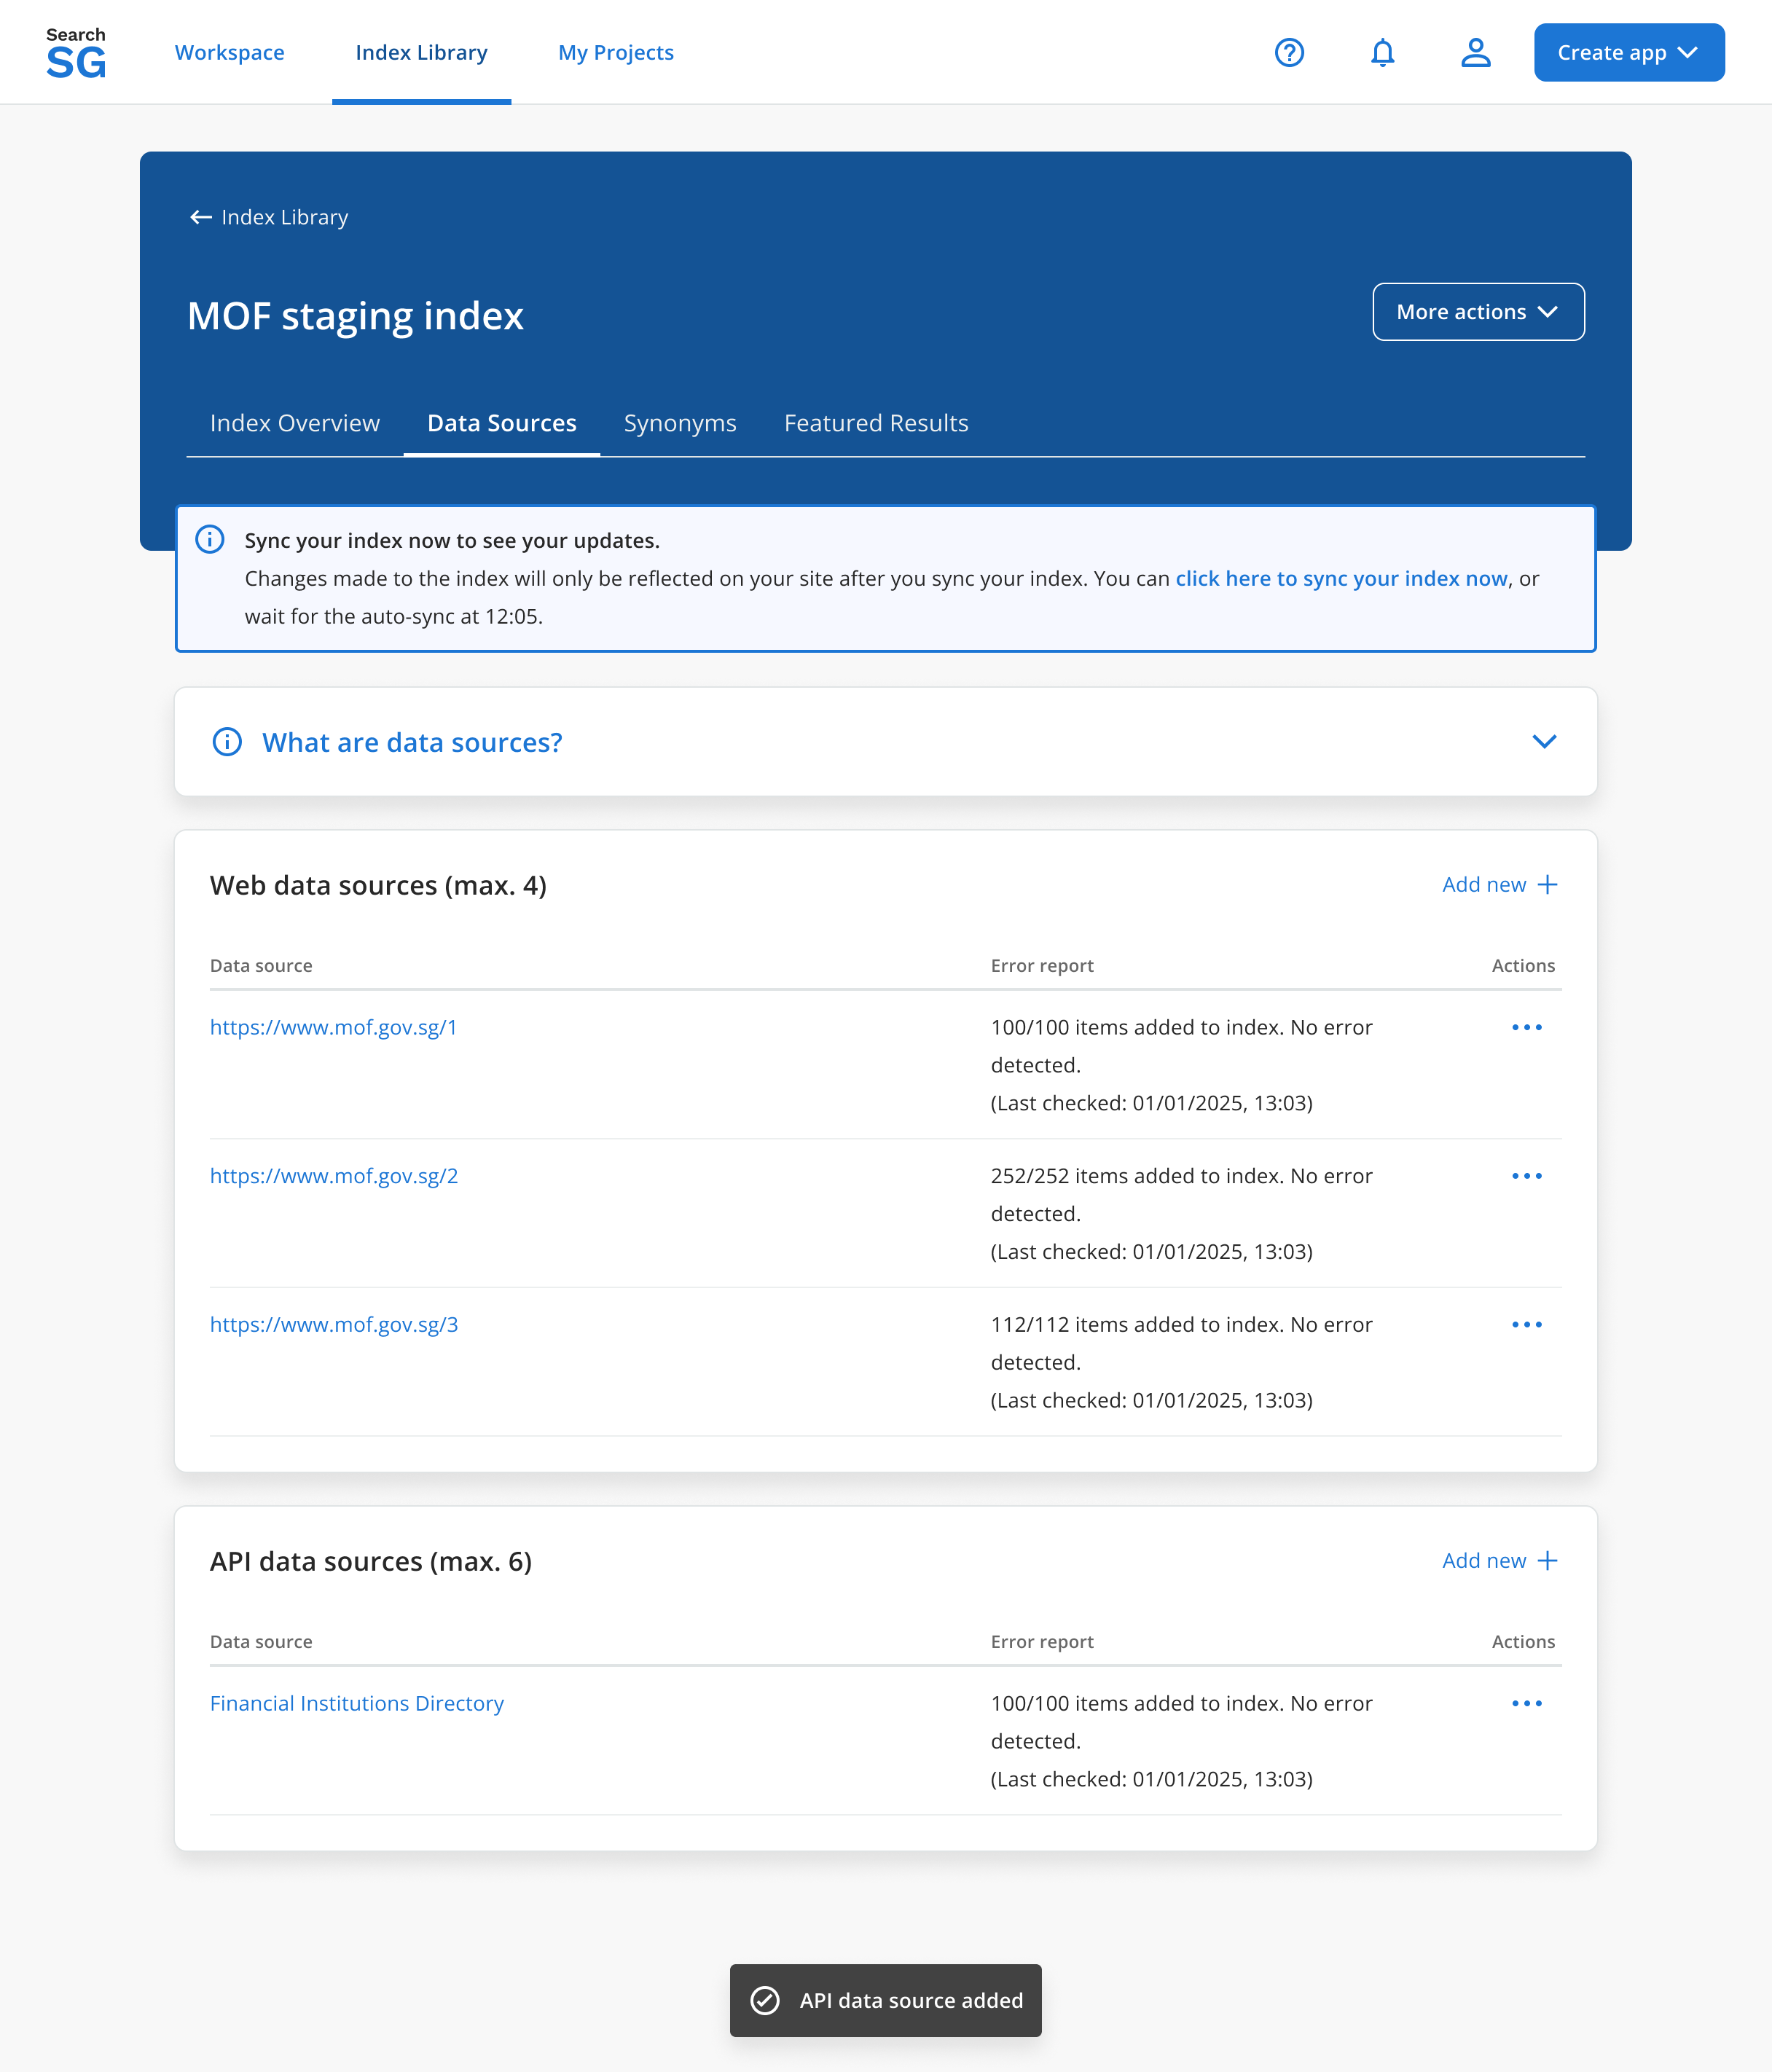 Search
SG
Workspace
Index Library
My Projects
Create app
Index Library
MOF staging index
More actions
Index Overview
Data Sources
Synonyms
Featured Results
Sync your index now to see your updates.
Changes made to the index will only be reflected on your site after you sync your index. You can click here to sync your index now, or
wait for the auto-sync at 12:05.
What are data sources?
Web data sources (max. 4)
Add new
Data source
Error report
Actions
https://www.mof.gov.sg/1
100/100 items added to index. No error
detected.
(Last checked: 01/01/2025, 13:03)
https://www.mof.gov.sg/2
252/252 items added to index. No error
detected.
(Last checked: 01/01/2025, 13:03)
https://www.mof.gov.sg/3
112/112 items added to index. No error
detected.
(Last checked: 01/01/2025, 13:03)
API data sources (max. 6)
Add new
Data source
Error report
Actions
Financial Institutions Directory
100/100 items added to index. No error
detected.
(Last checked: 01/01/2025, 13:03)
API data source added